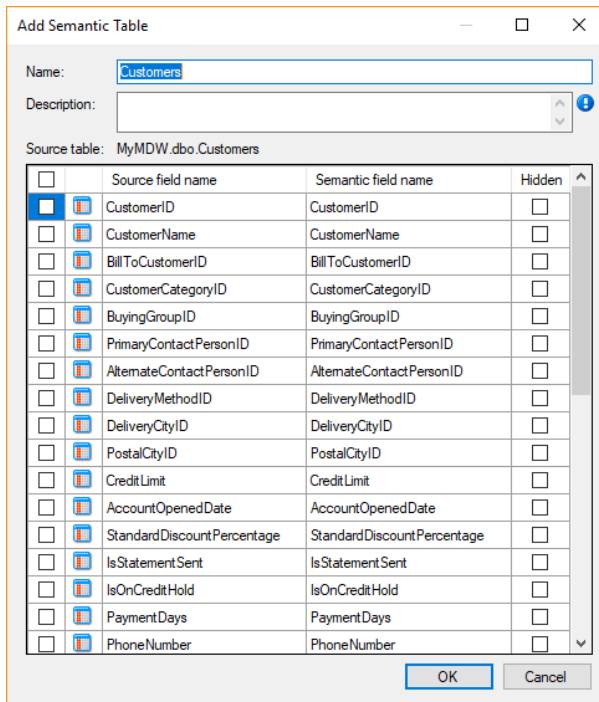 Add Semantic Table
Name: Customers
Description:
Source table: MyMDW.dbo.Customers
Source field name Semantic field name Hidden
CustomerID CustomerID
CustomerName CustomerName
BillToCustomerID BillToCustomerID
CustomerCategoryID CustomerCategoryID
BuyingGroupID BuyingGroupID
PrimaryContactPersonID PrimaryContactPersonID
AlternateContactPersonID AlternateContactPersonID
DeliveryMethodID DeliveryMethodID
DeliveryCityID DeliveryCityID
PostalCityID PostalCityID
CreditLimit CreditLimit
AccountOpenedDate AccountOpenedDate
StandardDiscountPercentage StandardDiscountPercentage
IsStatementSent IsStatementSent
IsOnCreditHold IsOnCreditHold
PaymentDays PaymentDays
PhoneNumber PhoneNumber
OK Cancel